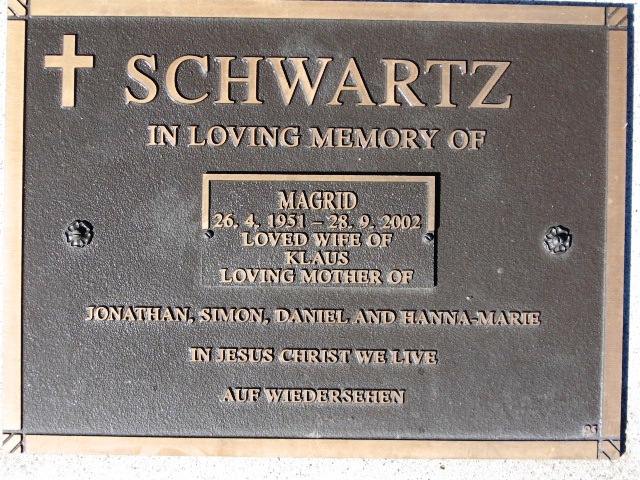 SCHWARTZ
IN LOVING MEMORY OF
MAGRID
26. 4. 1951 – 28. 9. 2002
LOVED WIFE OF
KLAUS
LOVING MOTHER OF
JONATHAN, SIMON, DANIEL AND HANNA-MARIE
IN JESUS CHRIST WE LIVE
AUF WIEDERSEHEN